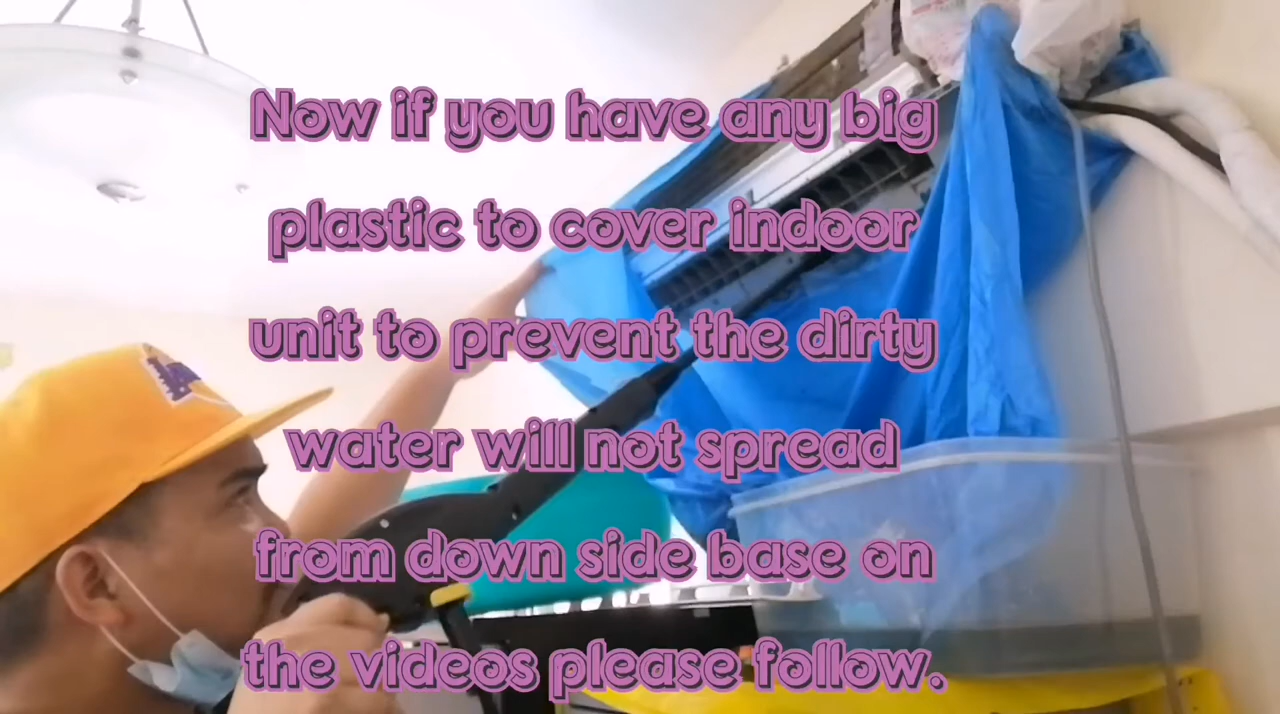 Now if you have any big
plastic to cover indoor
unit to prevent the dirty
water will not spread
from down side base on
the videos please follow.